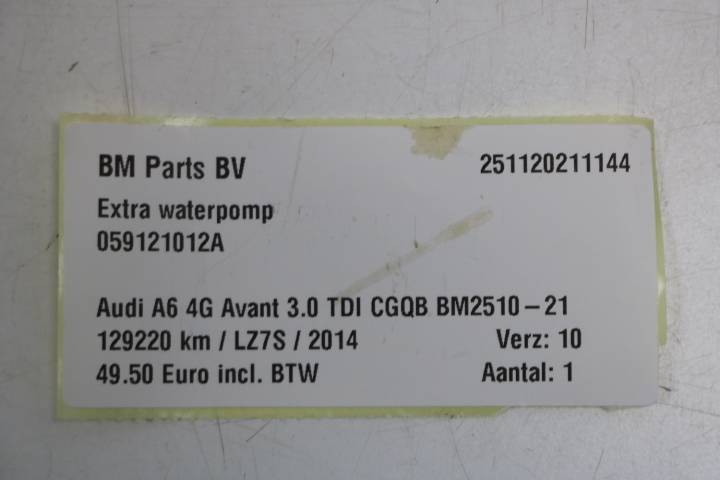 BM Parts BV 251120211144
Extra waterpomp
059121012A
Audi A6 4G Avant 3.0 TDI CGQB BM2510-21
129220 km / LZ7S / 2014 Verz: 10
49.50 Euro incl. BTW Aantal: 1